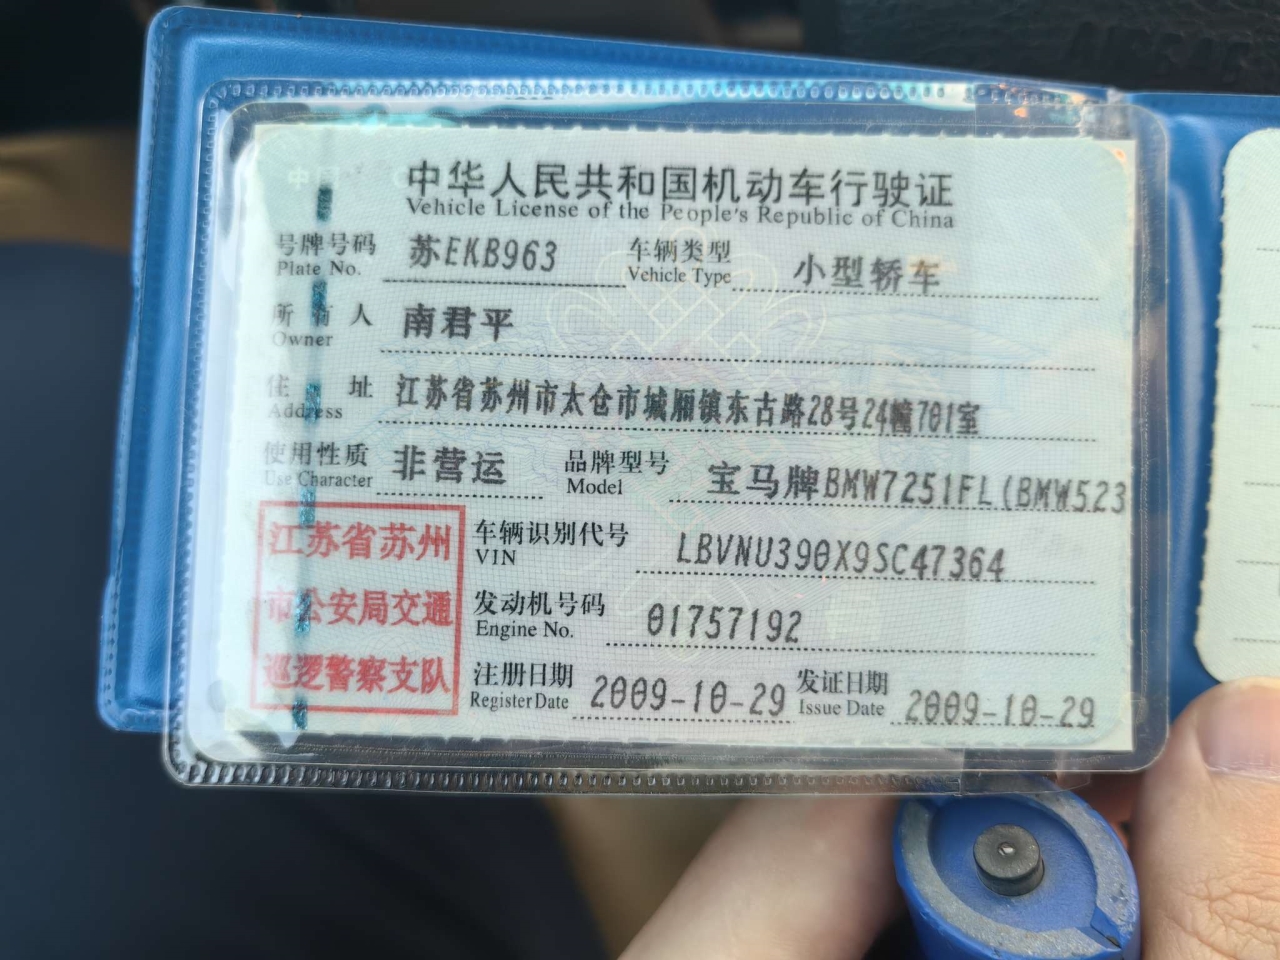 中华人民共和国机动车行驶证
Vehicle License of the People's Republic of China
号牌号码 苏EKB963 车辆类型 小型轿车
Plate No. Vehicle Type
所有人 南君平
Owner
住址 江苏省苏州市太仓市城厢镇东古路28号24幢701室
Address
使用性质 非营运 品牌型号 宝马牌BMW7251FL(BMW523
Use Character Model
江苏省苏州
市公安局交通
巡逻警察支队
车辆识别代号 LBVNU390X9SC47364
VIN
发动机号码 01757192
Engine No.
注册日期 2009-10-29 发证日期 2009-10-29
Register Date Issue Date